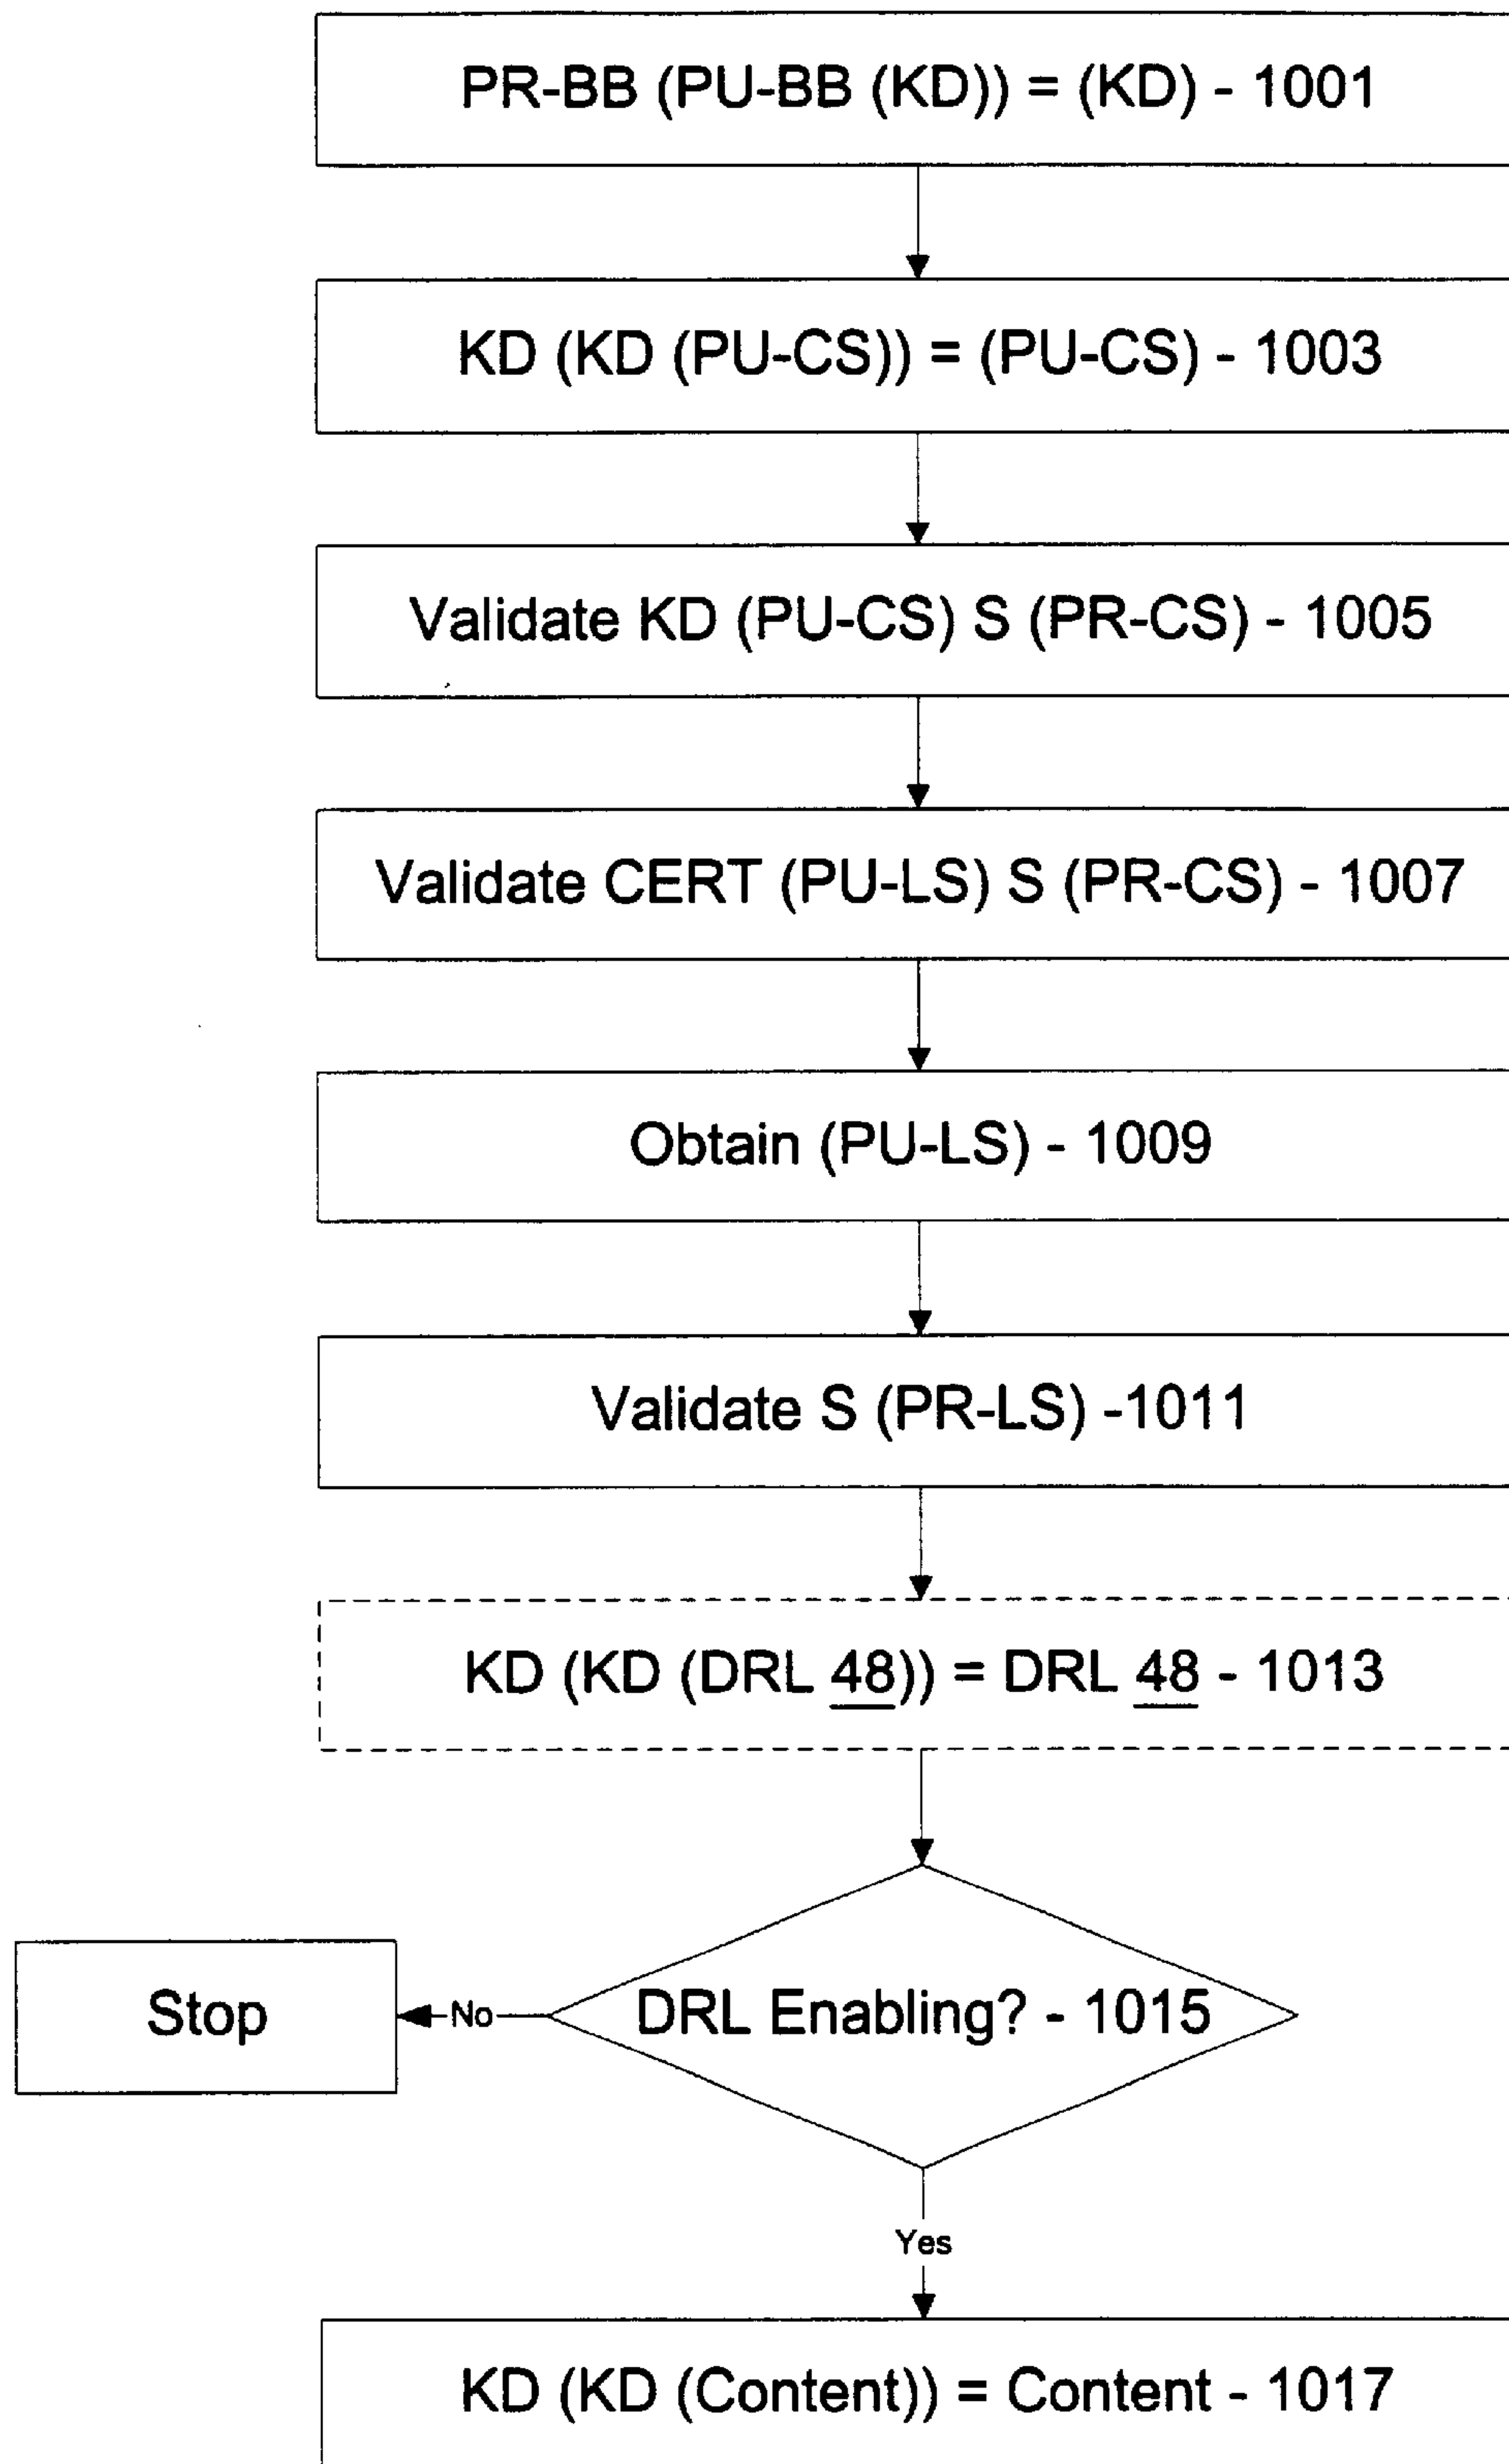 PR-BB (PU-BB (KD)) = (KD) - 1001
KD (KD (PU-CS)) = (PU-CS) - 1003
Validate KD (PU-CS) S (PR-CS) - 1005
Validate CERT (PU-LS) S (PR-CS) - 1007
Obtain (PU-LS) - 1009
Validate S (PR-LS) -1011
KD (KD (DRL 48)) = DRL 48 - 1013
DRL Enabling? - 1015
No
Stop
Yes
KD (KD (Content)) = Content - 1017